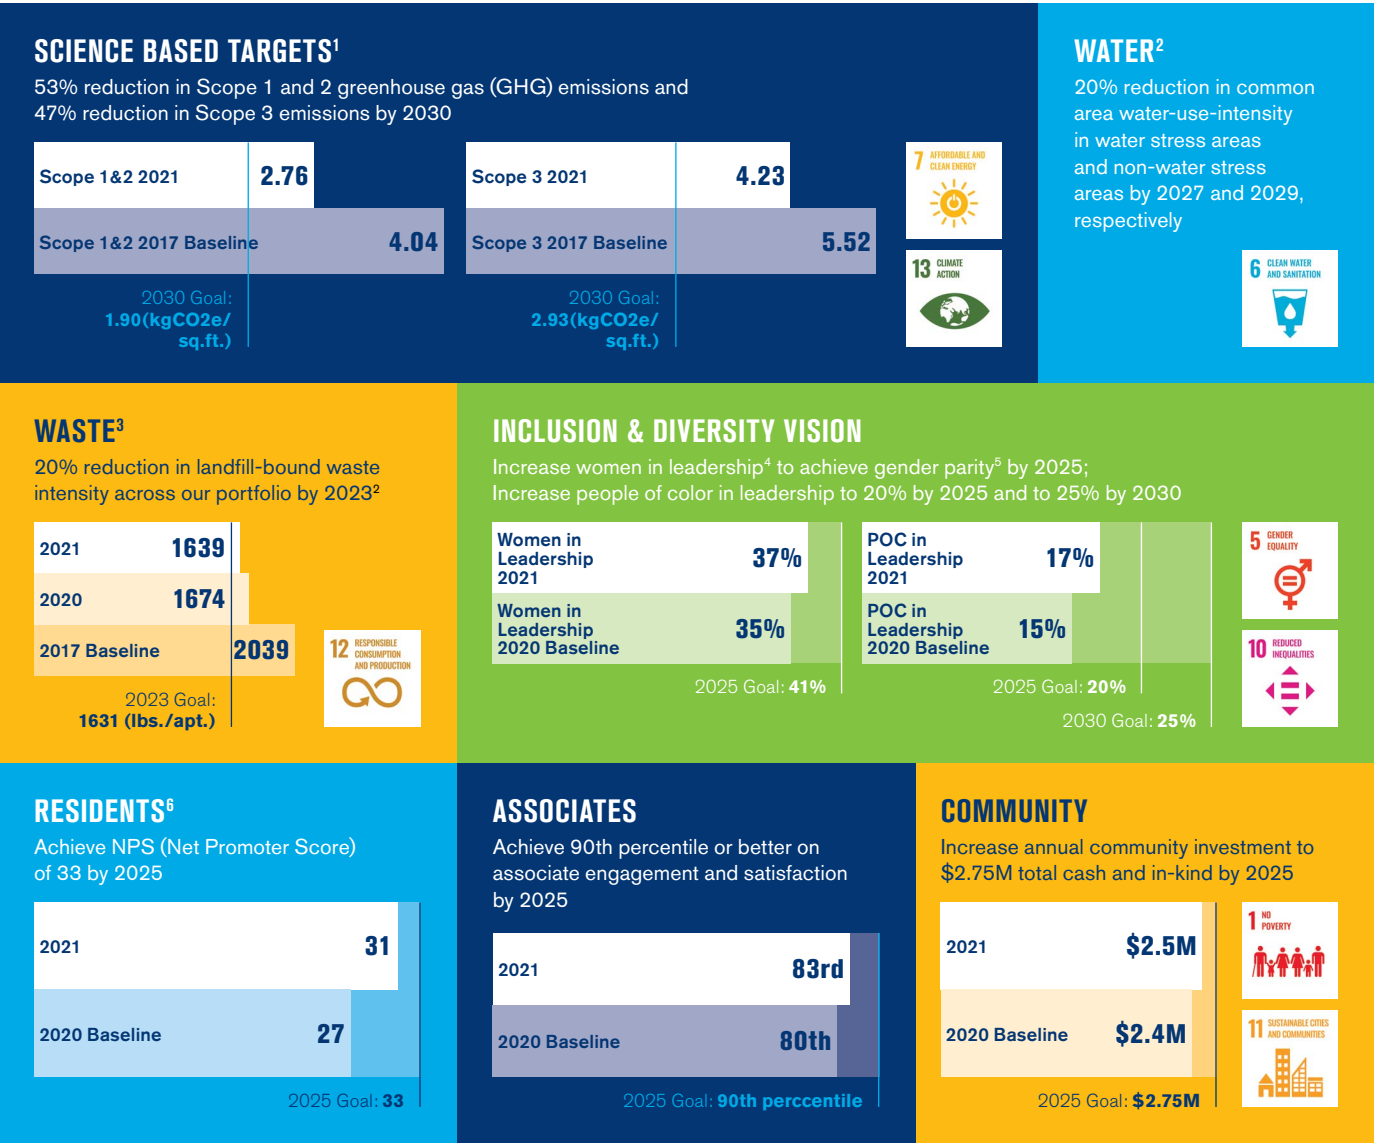 SCIENCE BASED TARGETS¹
53% reduction in Scope 1 and 2 greenhouse gas (GHG) emissions and
47% reduction in Scope 3 emissions by 2030
Scope 1&2 2021 2.76
Scope 1&2 2017 Baseline 4.04
2030 Goal:
1.90(kgCO2e/
sq.ft.)
Scope 3 2021 4.23
Scope 3 2017 Baseline 5.52
2030 Goal:
2.93(kgCO2e/
sq.ft.)
7 AFFORDABLE AND
CLEAN ENERGY
13 CLIMATE
ACTION
WATER²
20% reduction in common
area water-use-intensity
in water stress areas
and non-water stress
areas by 2027 and 2029,
respectively
6 CLEAN WATER
AND SANITATION
WASTE³
20% reduction in landfill-bound waste
intensity across our portfolio by 2023²
2021 1639
2020 1674
2017 Baseline 2039
2023 Goal:
1631 (lbs./apt.)
12 RESPONSIBLE
CONSUMPTION
AND PRODUCTION
INCLUSION & DIVERSITY VISION
Increase women in leadership⁴ to achieve gender parity⁵ by 2025;
Increase people of color in leadership to 20% by 2025 and to 25% by 2030
Women in
Leadership
2021
37%
Women in
Leadership
2020 Baseline
35%
2025 Goal: 41%
POC in
Leadership
2021
17%
POC in
Leadership
2020 Baseline
15%
2025 Goal: 20%
2030 Goal: 25%
5 GENDER
EQUALITY
10 REDUCED
INEQUALITIES
RESIDENTS⁶
Achieve NPS (Net Promoter Score)
of 33 by 2025
2021 31
2020 Baseline 27
2025 Goal: 33
ASSOCIATES
Achieve 90th percentile or better on
associate engagement and satisfaction
by 2025
2021 83rd
2020 Baseline 80th
2025 Goal: 90th perccentile
COMMUNITY
Increase annual community investment to
$2.75M total cash and in-kind by 2025
2021 $2.5M
2020 Baseline $2.4M
2025 Goal: $2.75M
1 NO
POVERTY
11 SUSTAINABLE CITIES
AND COMMUNITIES